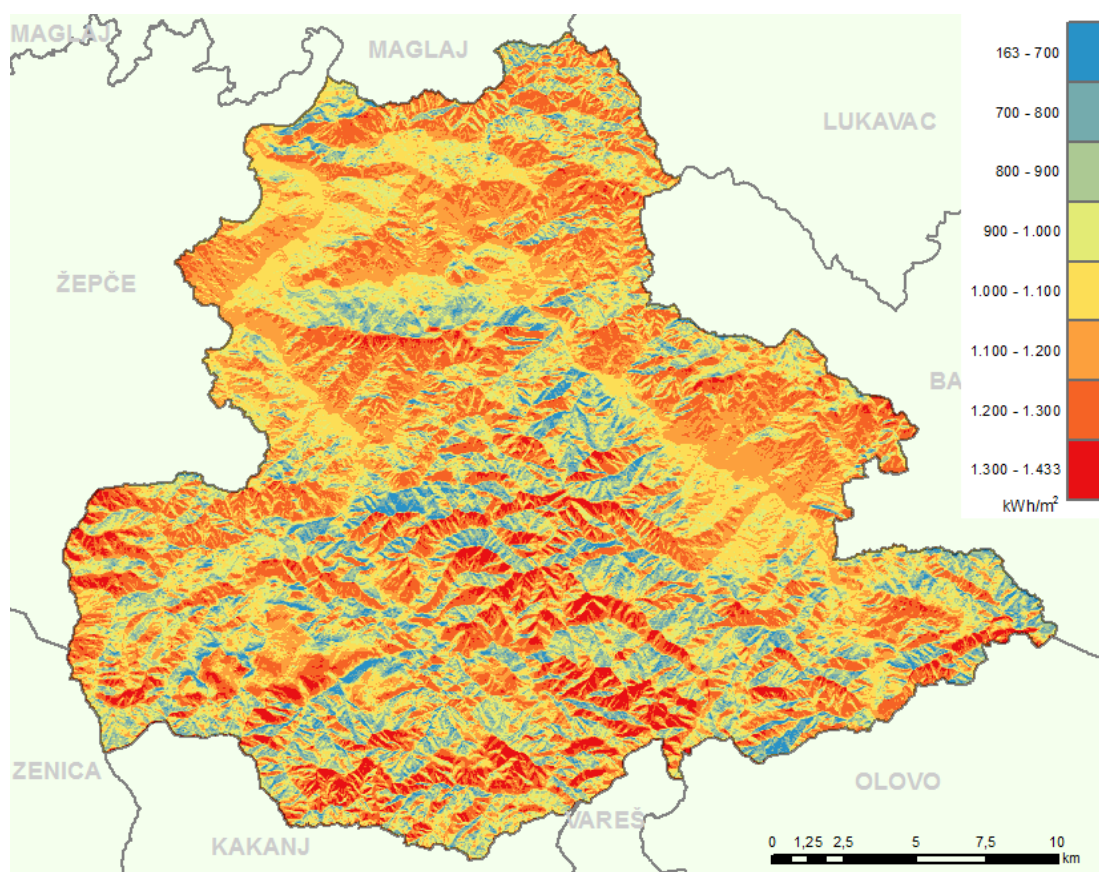 MAGLAJ
MAGLAJ
LUKAVAC
ŽEPČE
BA
ZENICA
KAKANJ
VAREŠ
OLOVO
163 - 700
700 - 800
800 - 900
900 - 1.000
1.000 - 1.100
1.100 - 1.200
1.200 - 1.300
1.300 - 1.433
kWh/m²
0 1,25 2,5 5 7,5 10
km